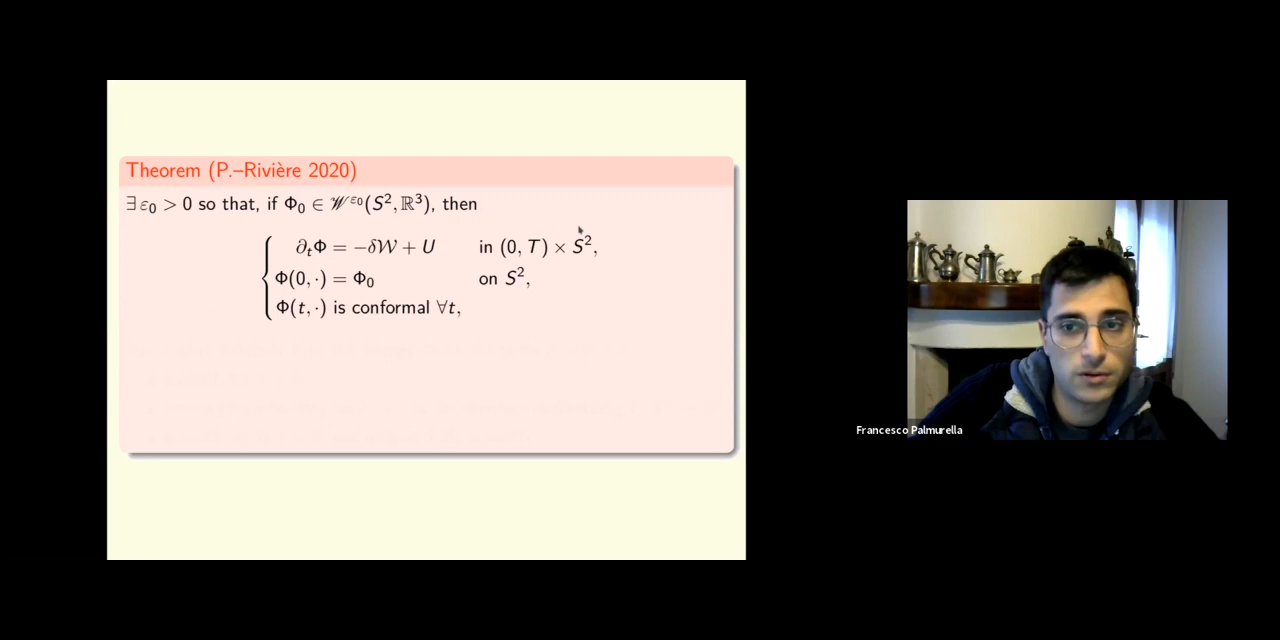 Theorem (P.–Rivière 2020)
∃ ε₀ > 0 so that, if Φ₀ ∈ 𝒲^{ε₀}(S², ℝ³), then
∂ₜΦ = −δ𝒲 + U in (0, T) × S²,
Φ(0, ·) = Φ₀ on S²,
Φ(t, ·) is conformal ∀t,
Francesco Palmurella